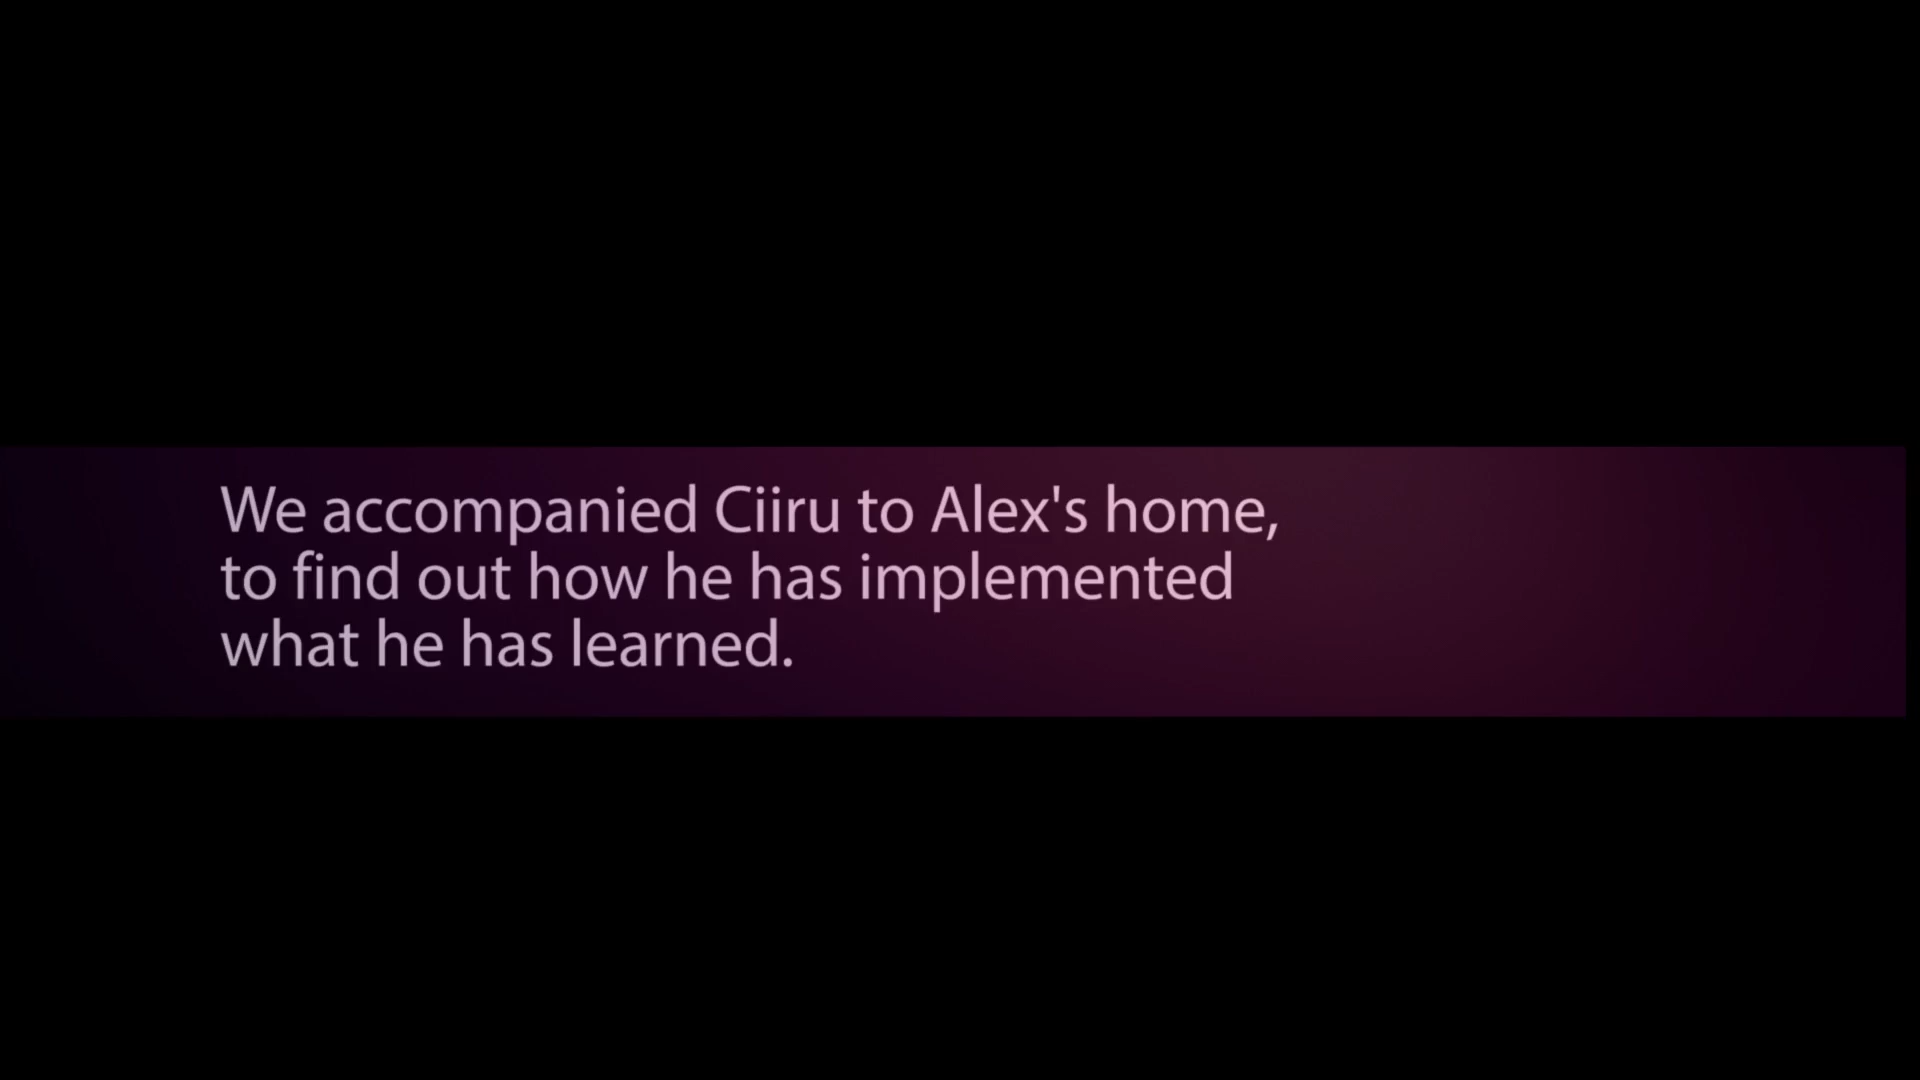 We accompanied Ciiru to Alex's home,
to find out how he has implemented
what he has learned.